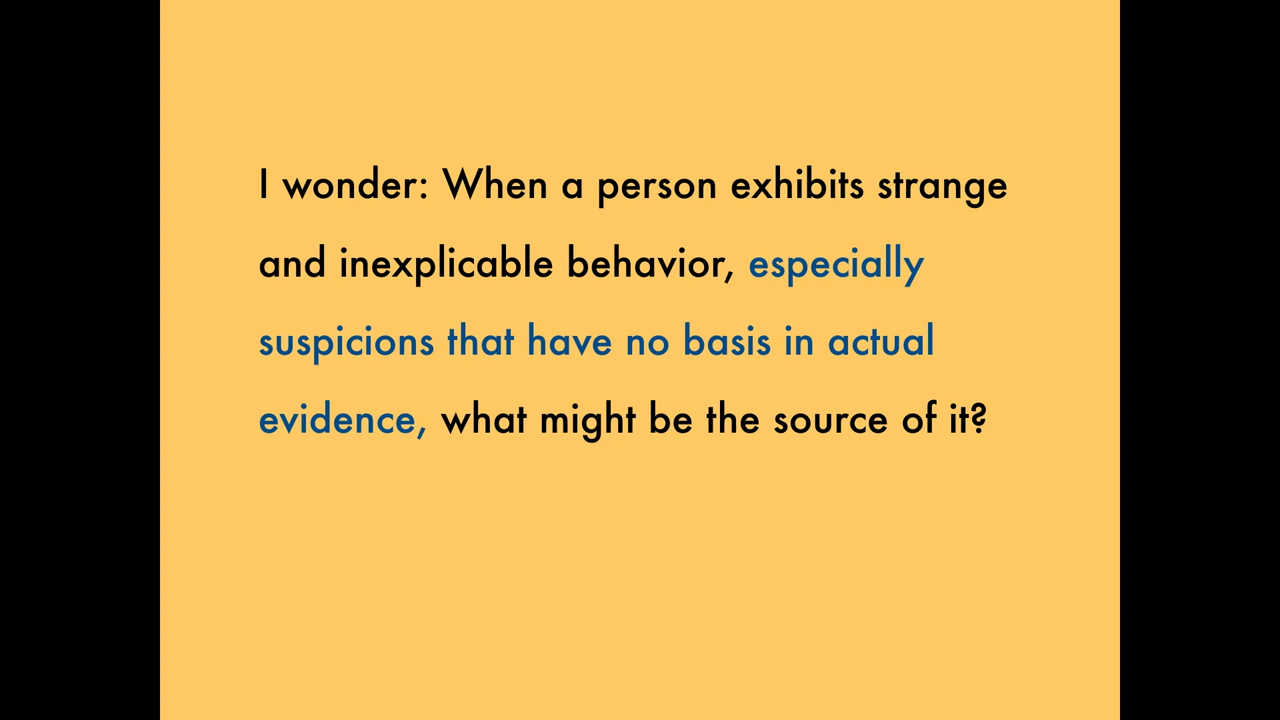 I wonder: When a person exhibits strange
and inexplicable behavior, especially
suspicions that have no basis in actual
evidence, what might be the source of it?